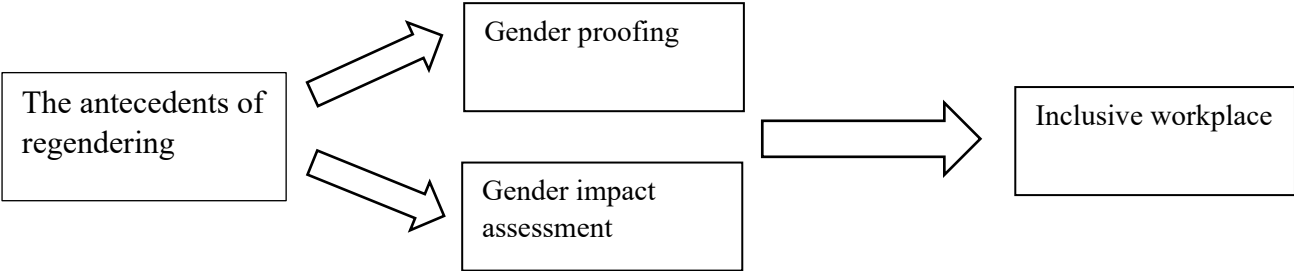 The antecedents of
regendering
Gender proofing
Gender impact
assessment
Inclusive workplace